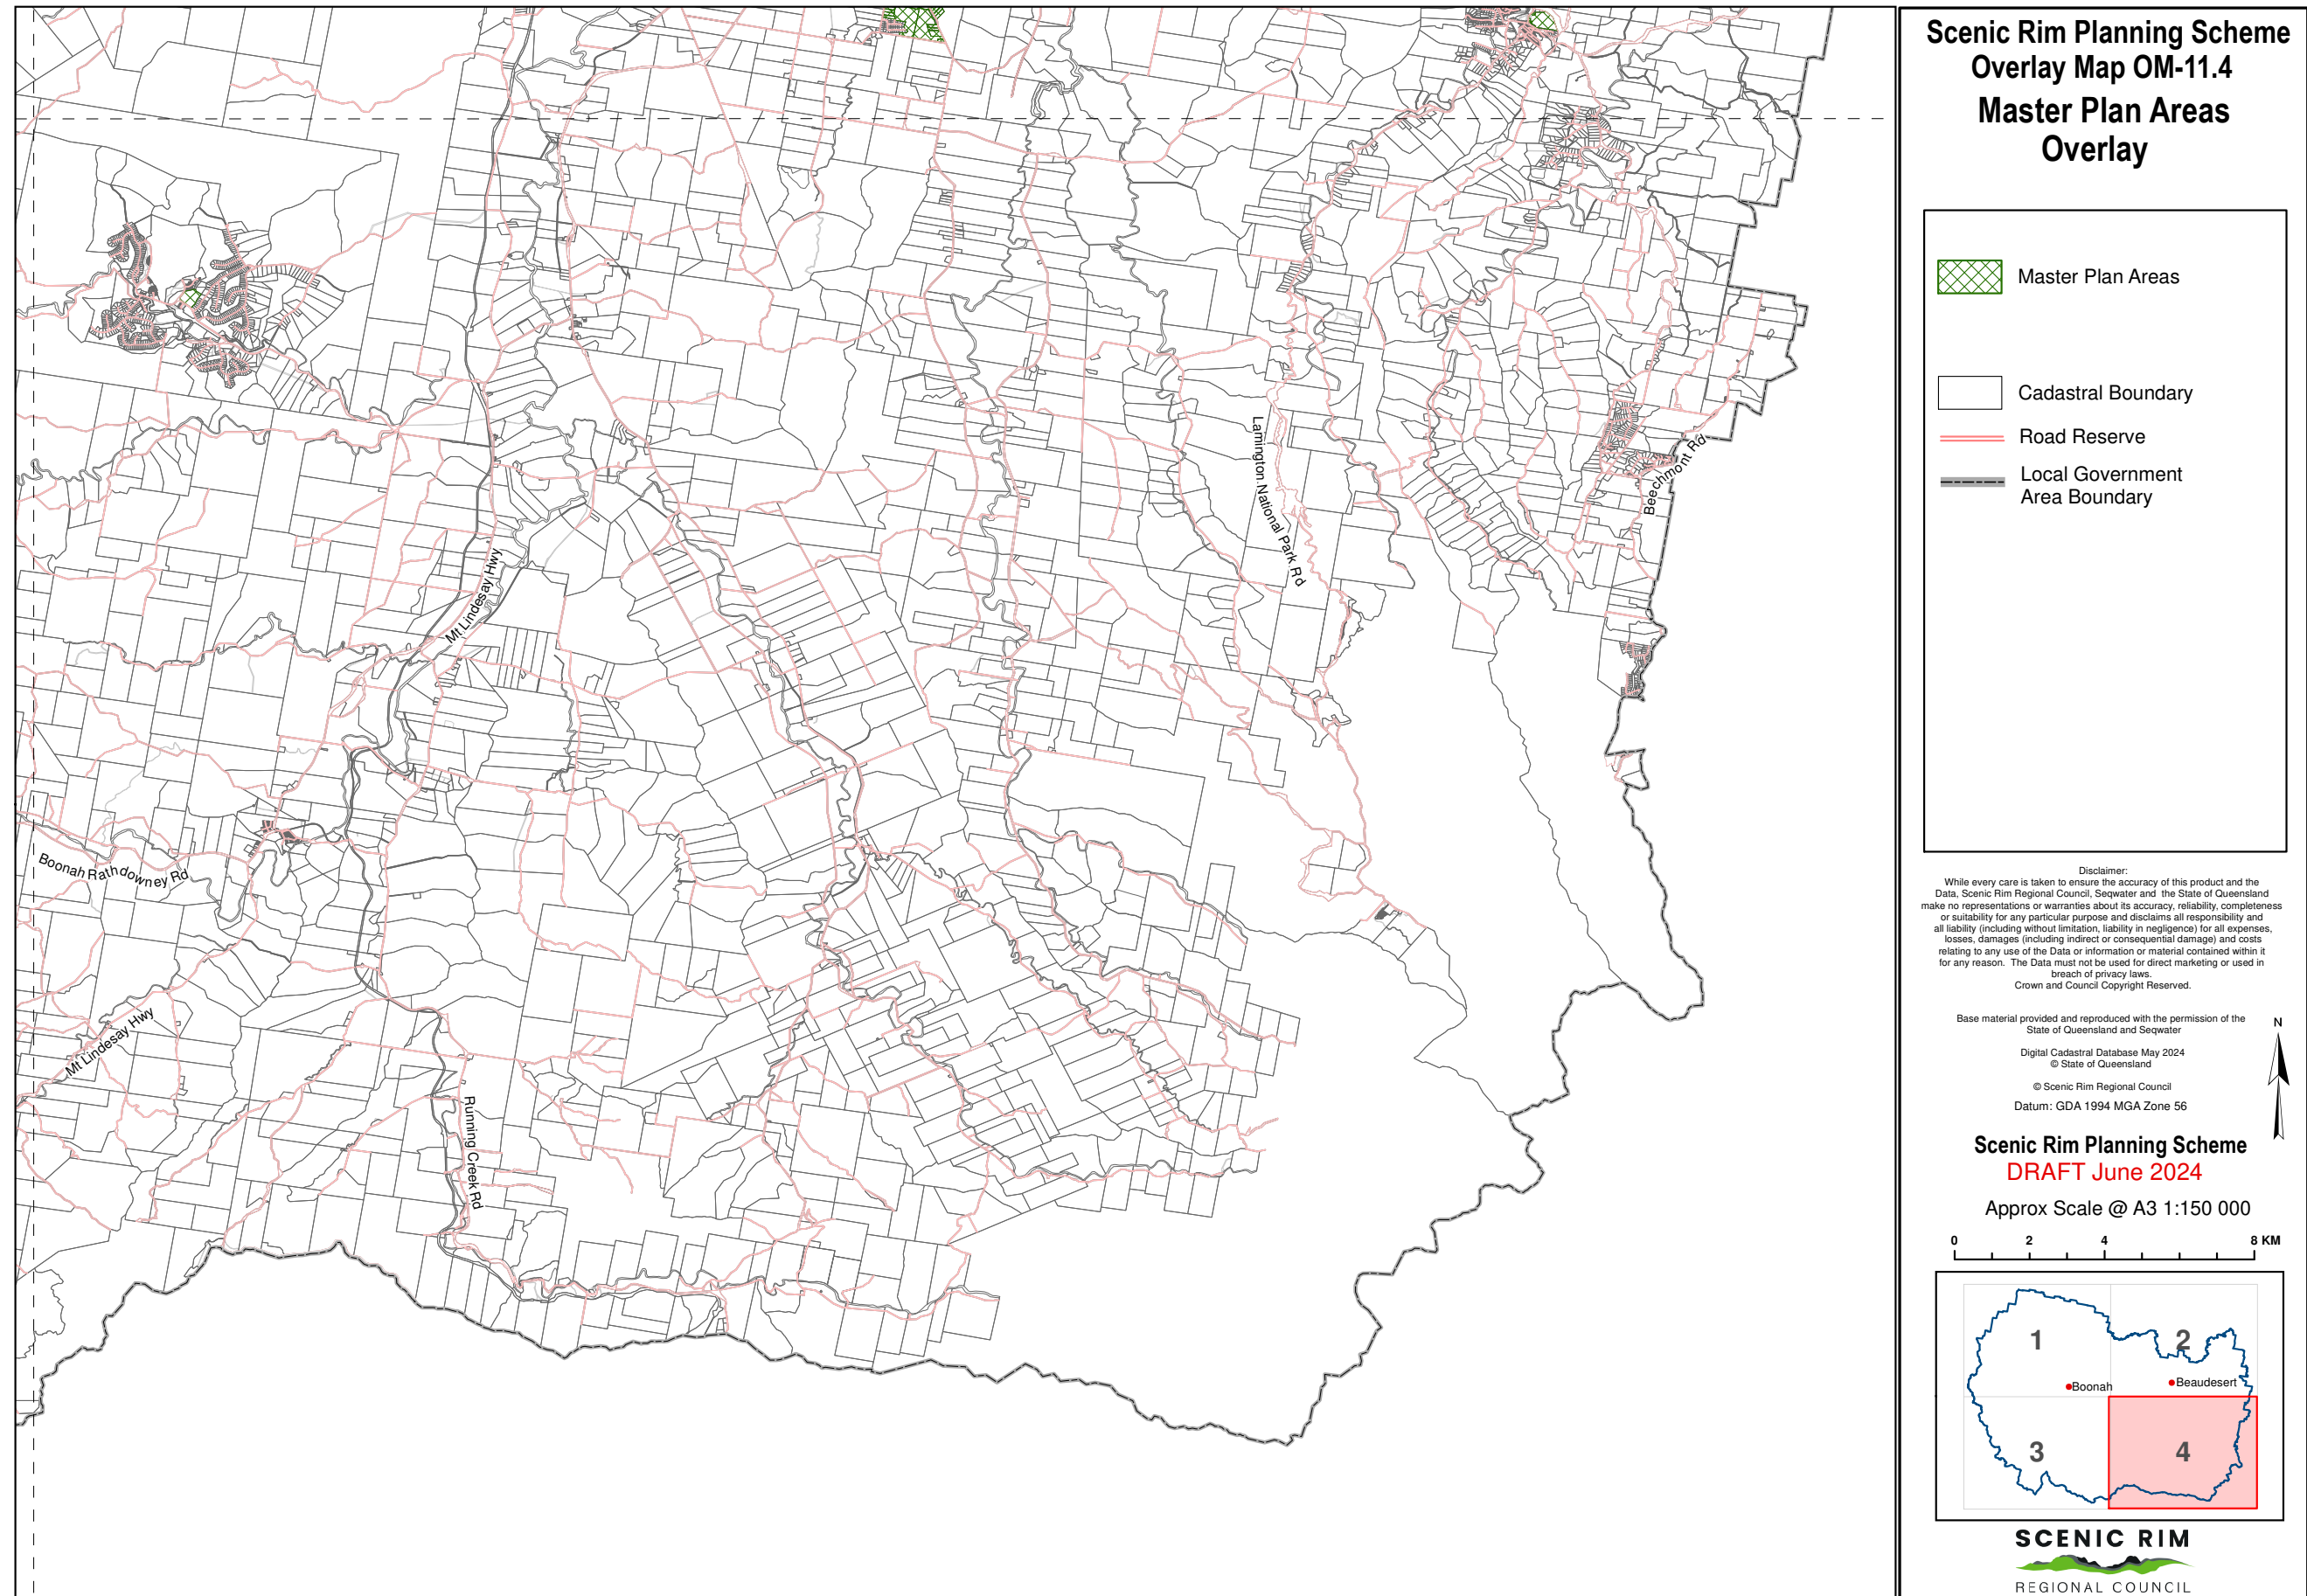 Scenic Rim Planning Scheme
Overlay Map OM-11.4
Master Plan Areas
Overlay
Master Plan Areas
Cadastral Boundary
Road Reserve
Local Government
Area Boundary
Lamington National Park Rd
Beechmont Rd
Mt Lindesay Hwy
Boonah Rathdowney Rd
Mt Lindesay Hwy
Running Creek Rd
Disclaimer:
While every care is taken to ensure the accuracy of this product and the
Data, Scenic Rim Regional Council, Seqwater and the State of Queensland
make no representations or warranties about its accuracy, reliability, completeness
or suitability for any particular purpose and disclaims all responsibility and
all liability (including without limitation, liability in negligence) for all expenses,
losses, damages (including indirect or consequential damage) and costs
relating to any use of the Data or information or material contained within it
for any reason. The Data must not be used for direct marketing or used in
breach of privacy laws.
Crown and Council Copyright Reserved.
Base material provided and reproduced with the permission of the
State of Queensland and Seqwater
Digital Cadastral Database May 2024
© State of Queensland
© Scenic Rim Regional Council
Datum: GDA 1994 MGA Zone 56
N
Scenic Rim Planning Scheme
DRAFT June 2024
Approx Scale @ A3 1:150 000
0 2 4 8 KM
1 2
Boonah Beaudesert
3 4
SCENIC RIM
REGIONAL COUNCIL